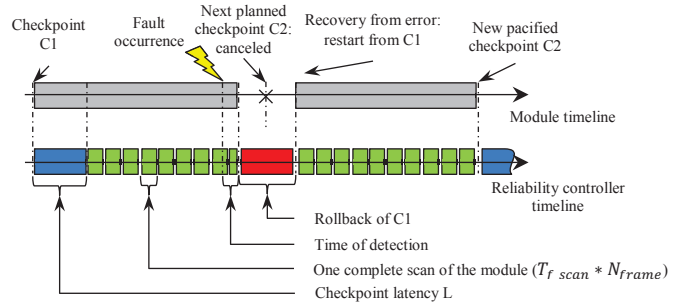 Checkpoint
C1
Fault
occurrence
Next planned
checkpoint C2:
canceled
Recovery from error:
restart from C1
New pacified
checkpoint C2
Module timeline
Reliability controller
timeline
Rollback of C1
Time of detection
One complete scan of the module (T_f scan * N_frame)
Checkpoint latency L